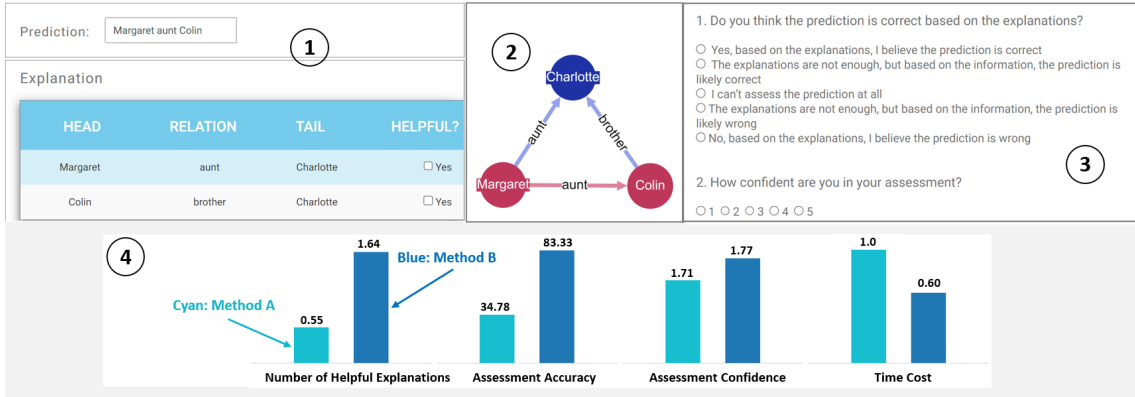 Prediction: Margaret aunt Colin
1
Explanation
HEAD RELATION TAIL HELPFUL?
Margaret aunt Charlotte Yes
Colin brother Charlotte Yes
2
Charlotte
aunt
brother
Margaret
aunt
Colin
1. Do you think the prediction is correct based on the explanations?
Yes, based on the explanations, I believe the prediction is correct
The explanations are not enough, but based on the information, the prediction is
likely correct
I can't assess the prediction at all
The explanations are not enough, but based on the information, the prediction is
likely wrong
No, based on the explanations, I believe the prediction is wrong
3
2. How confident are you in your assessment?
1 2 3 4 5
4
Cyan: Method A
Blue: Method B
0.55
1.64
34.78
83.33
1.71
1.77
1.0
0.60
Number of Helpful Explanations
Assessment Accuracy
Assessment Confidence
Time Cost